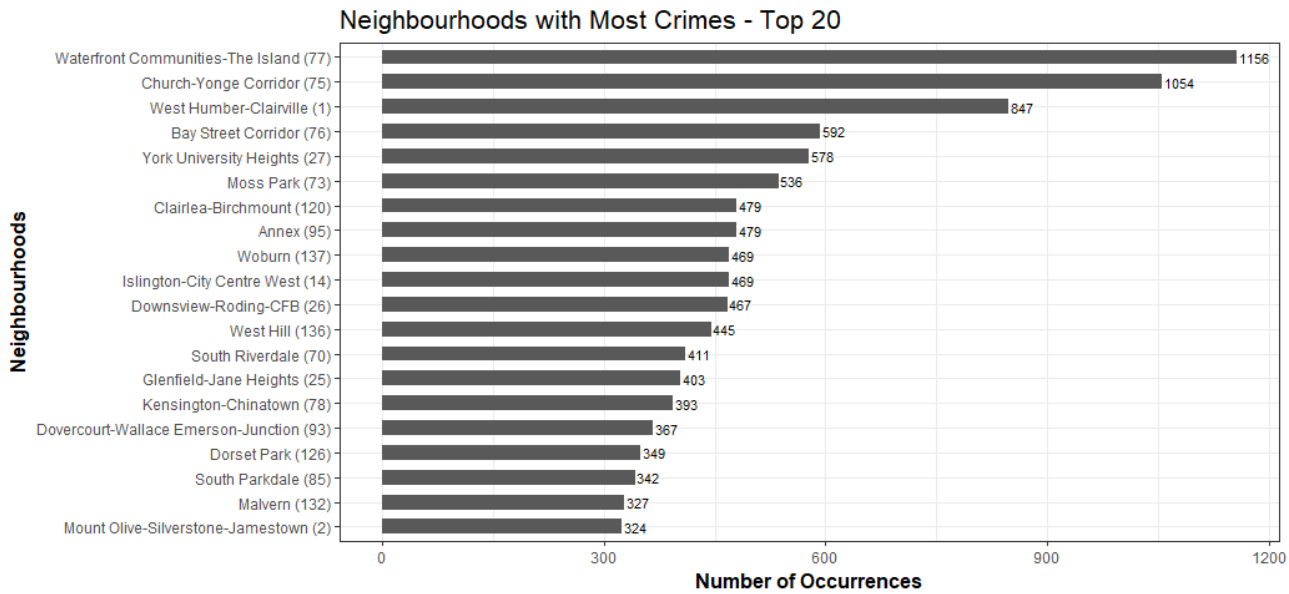 Neighbourhoods with Most Crimes - Top 20
Neighbourhoods
Waterfront Communities-The Island (77) 1156
Church-Yonge Corridor (75) 1054
West Humber-Clairville (1) 847
Bay Street Corridor (76) 592
York University Heights (27) 578
Moss Park (73) 536
Clairlea-Birchmount (120) 479
Annex (95) 479
Woburn (137) 469
Islington-City Centre West (14) 469
Downsview-Roding-CFB (26) 467
West Hill (136) 445
South Riverdale (70) 411
Glenfield-Jane Heights (25) 403
Kensington-Chinatown (78) 393
Dovercourt-Wallace Emerson-Junction (93) 367
Dorset Park (126) 349
South Parkdale (85) 342
Malvern (132) 327
Mount Olive-Silverstone-Jamestown (2) 324
0 300 600 900 1200
Number of Occurrences